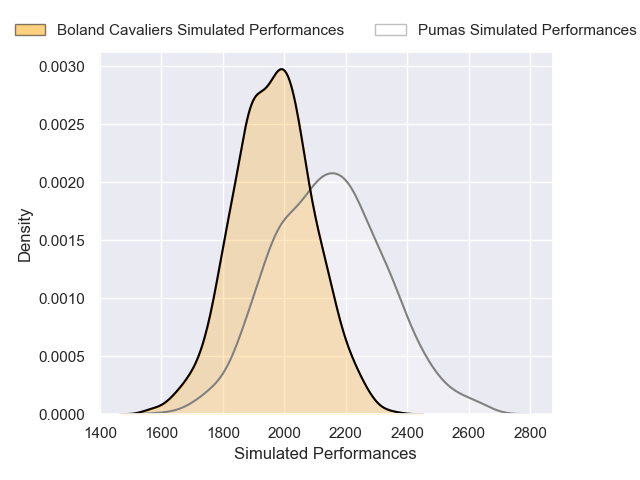 Boland Cavaliers Simulated Performances
Pumas Simulated Performances
0.0030
0.0025
0.0020
0.0015
0.0010
0.0005
0.0000
Density
1400 1600 1800 2000 2200 2400 2600 2800
Simulated Performances